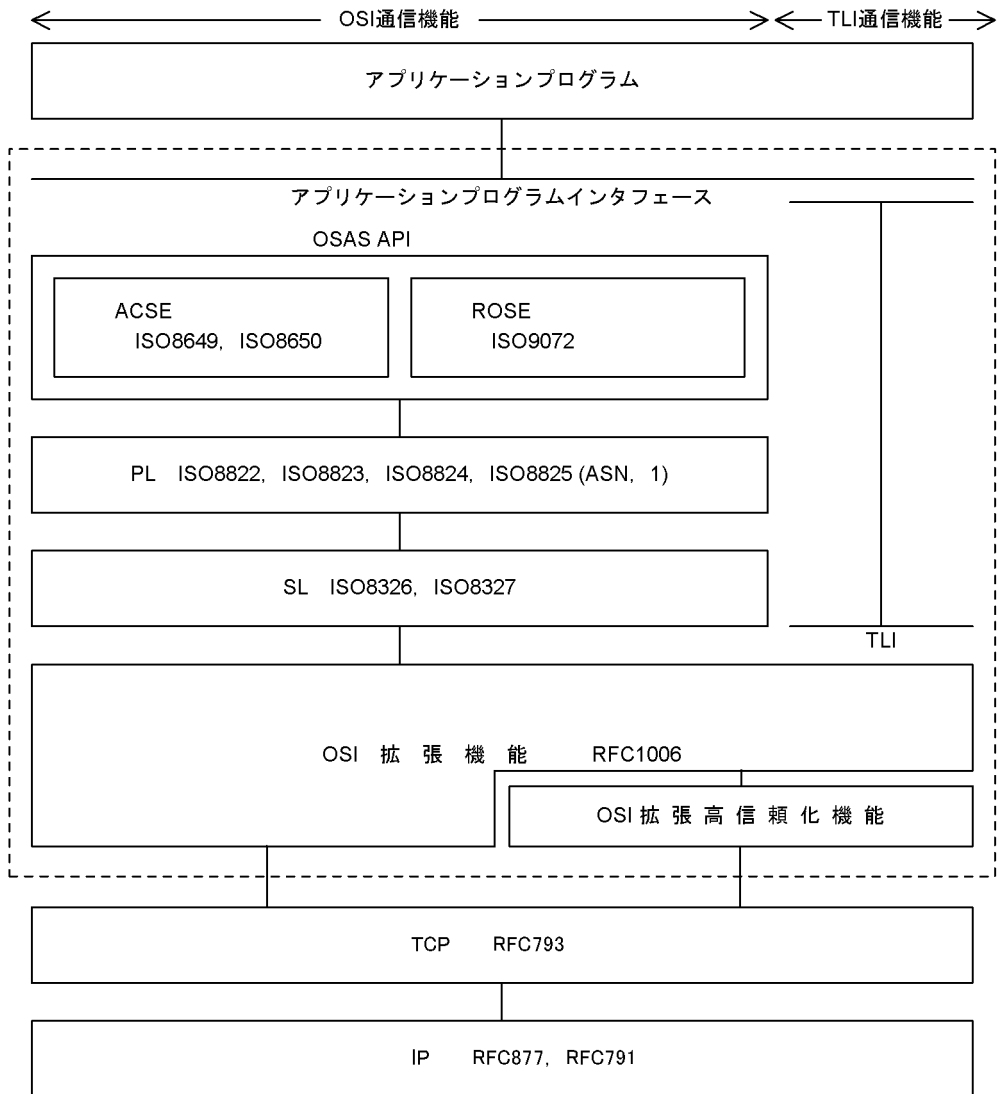 OSI通信機能
TLI通信機能
アプリケーションプログラム
アプリケーションプログラムインタフェース
OSAS API
ACSE
ISO8649, ISO8650
ROSE
ISO9072
PL ISO8822, ISO8823, ISO8824, ISO8825 (ASN, 1)
SL ISO8326, ISO8327
TLI
OSI 拡 張 機 能 RFC1006
OSI 拡 張 高 信 頼 化 機 能
TCP RFC793
IP RFC877, RFC791